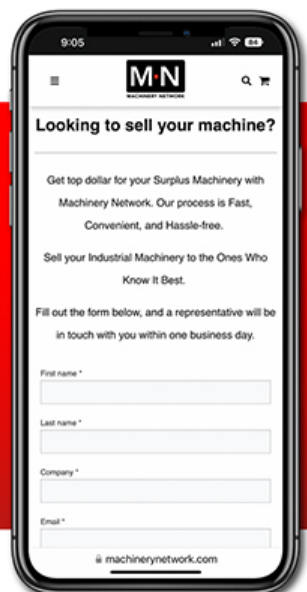 9:05
84
M·N
MACHINERY NETWORK
Looking to sell your machine?
Get top dollar for your Surplus Machinery with
Machinery Network. Our process is Fast,
Convenient, and Hassle-free.
Sell your Industrial Machinery to the Ones Who
Know It Best.
Fill out the form below, and a representative will be
in touch with you within one business day.
First name *
Last name *
Company *
Email *
machinerynetwork.com